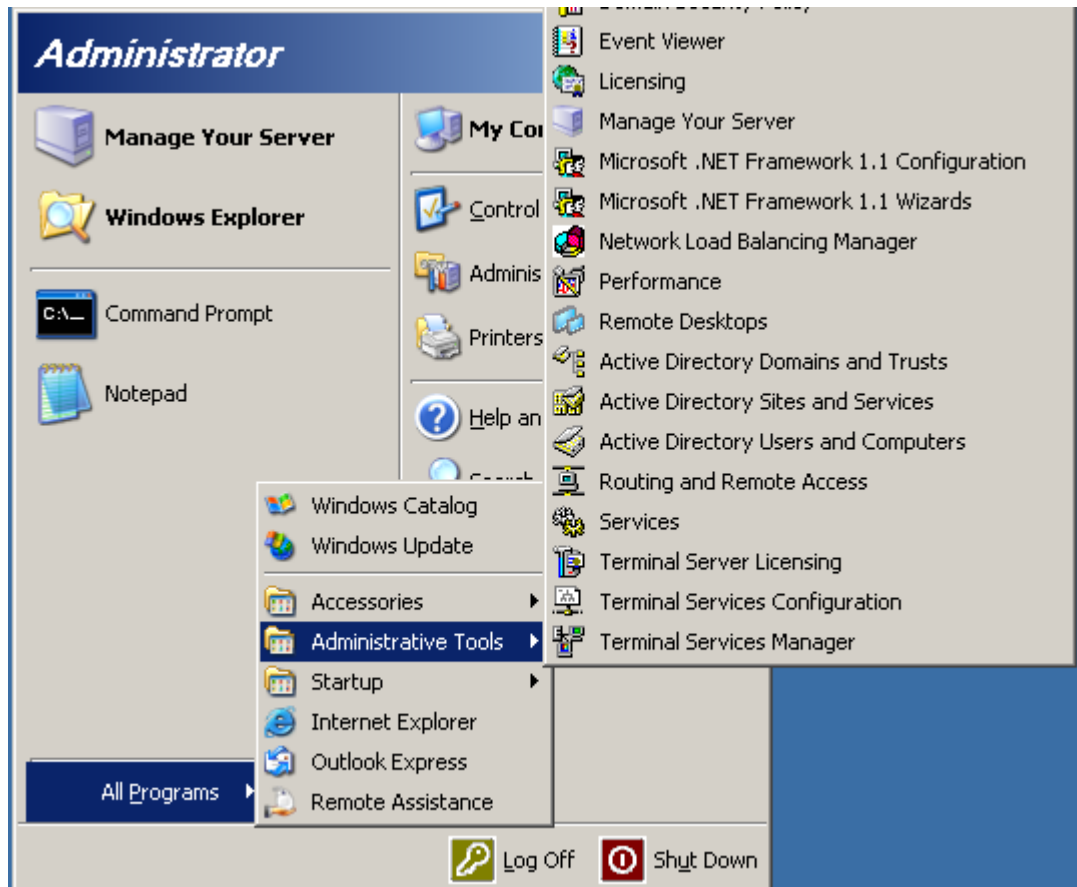 Administrator
Manage Your Server
Windows Explorer
Command Prompt
Notepad
All Programs
My Co
Control
Adminis
Printers
Help an
Search
Windows Catalog
Windows Update
Accessories
Administrative Tools
Startup
Internet Explorer
Outlook Express
Remote Assistance
Domain Security Policy
Event Viewer
Licensing
Manage Your Server
Microsoft .NET Framework 1.1 Configuration
Microsoft .NET Framework 1.1 Wizards
Network Load Balancing Manager
Performance
Remote Desktops
Active Directory Domains and Trusts
Active Directory Sites and Services
Active Directory Users and Computers
Routing and Remote Access
Services
Terminal Server Licensing
Terminal Services Configuration
Terminal Services Manager
Log Off
Shut Down